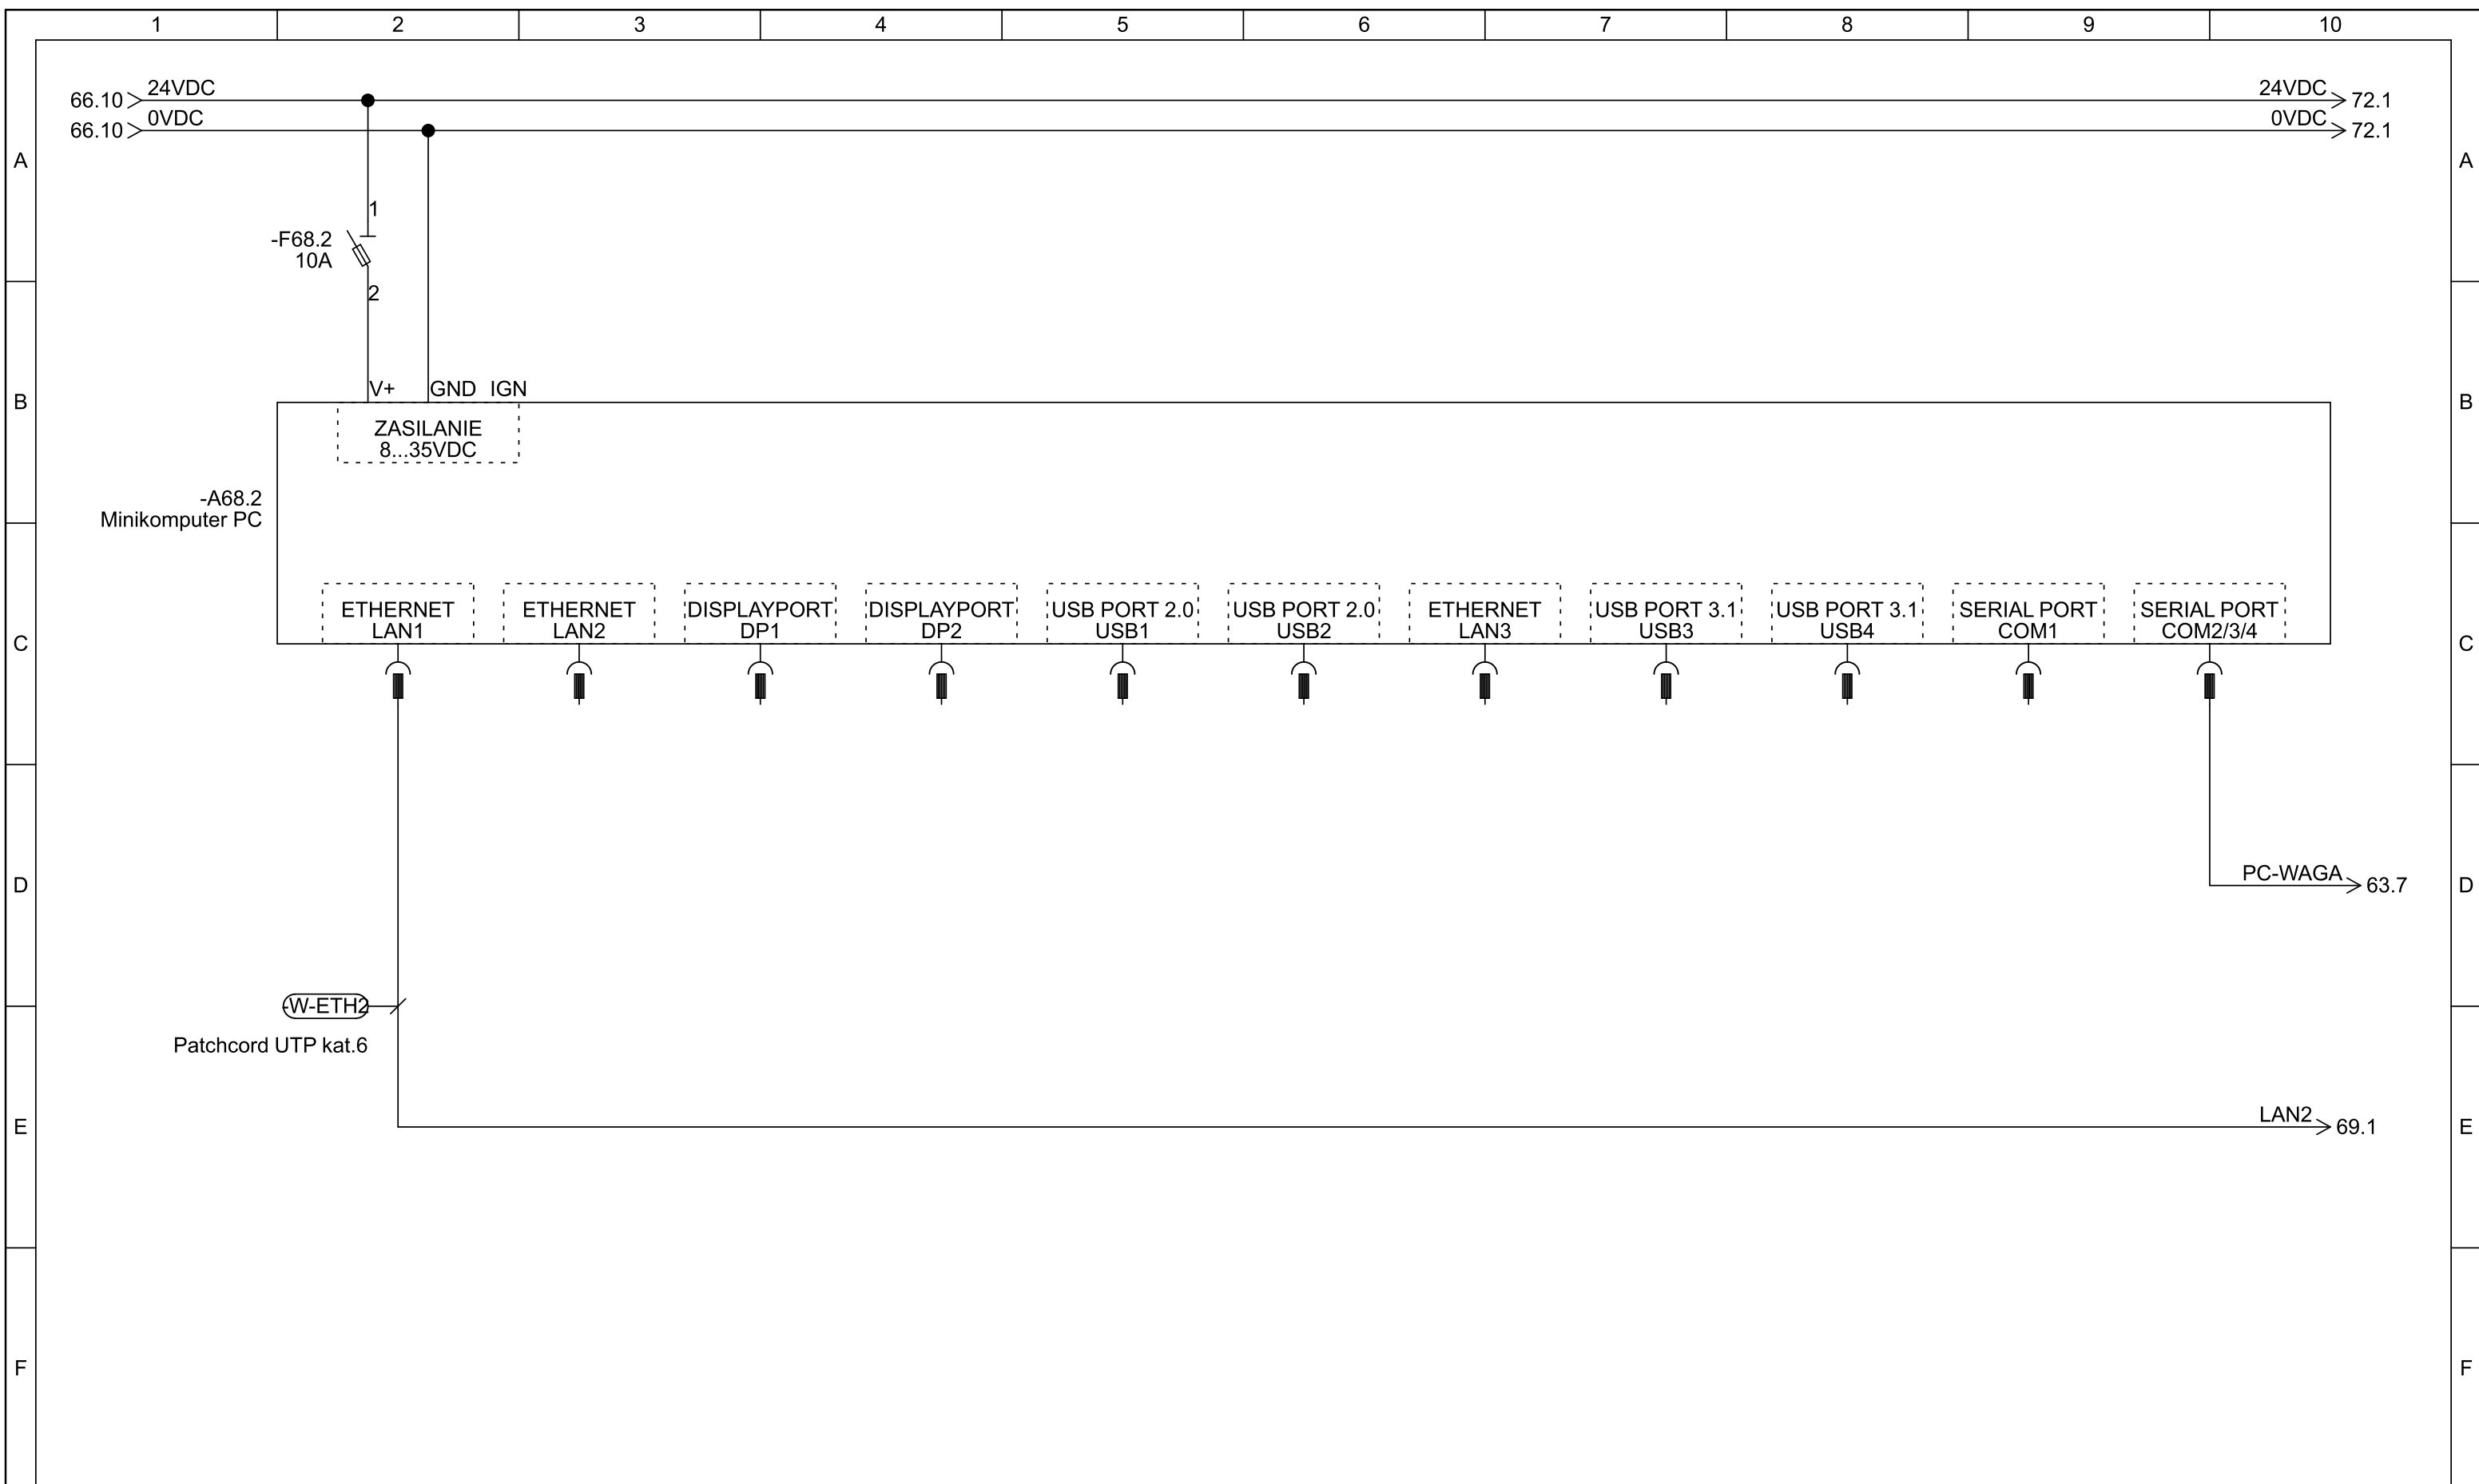 1 2 3 4 5 6 7 8 9 10
66.10 24VDC 24VDC 72.1
66.10 0VDC 0VDC 72.1
A A
1
-F68.2
10A
2
V+ GND IGN
B B
ZASILANIE
8...35VDC
-A68.2
Minikomputer PC
ETHERNET ETHERNET DISPLAYPORT DISPLAYPORT USB PORT 2.0 USB PORT 2.0 ETHERNET USB PORT 3.1 USB PORT 3.1 SERIAL PORT SERIAL PORT
LAN1 LAN2 DP1 DP2 USB1 USB2 LAN3 USB3 USB4 COM1 COM2/3/4
C C
PC-WAGA 63.7
D D
-W-ETH2
Patchcord UTP kat.6
LAN2 69.1
E E
F F